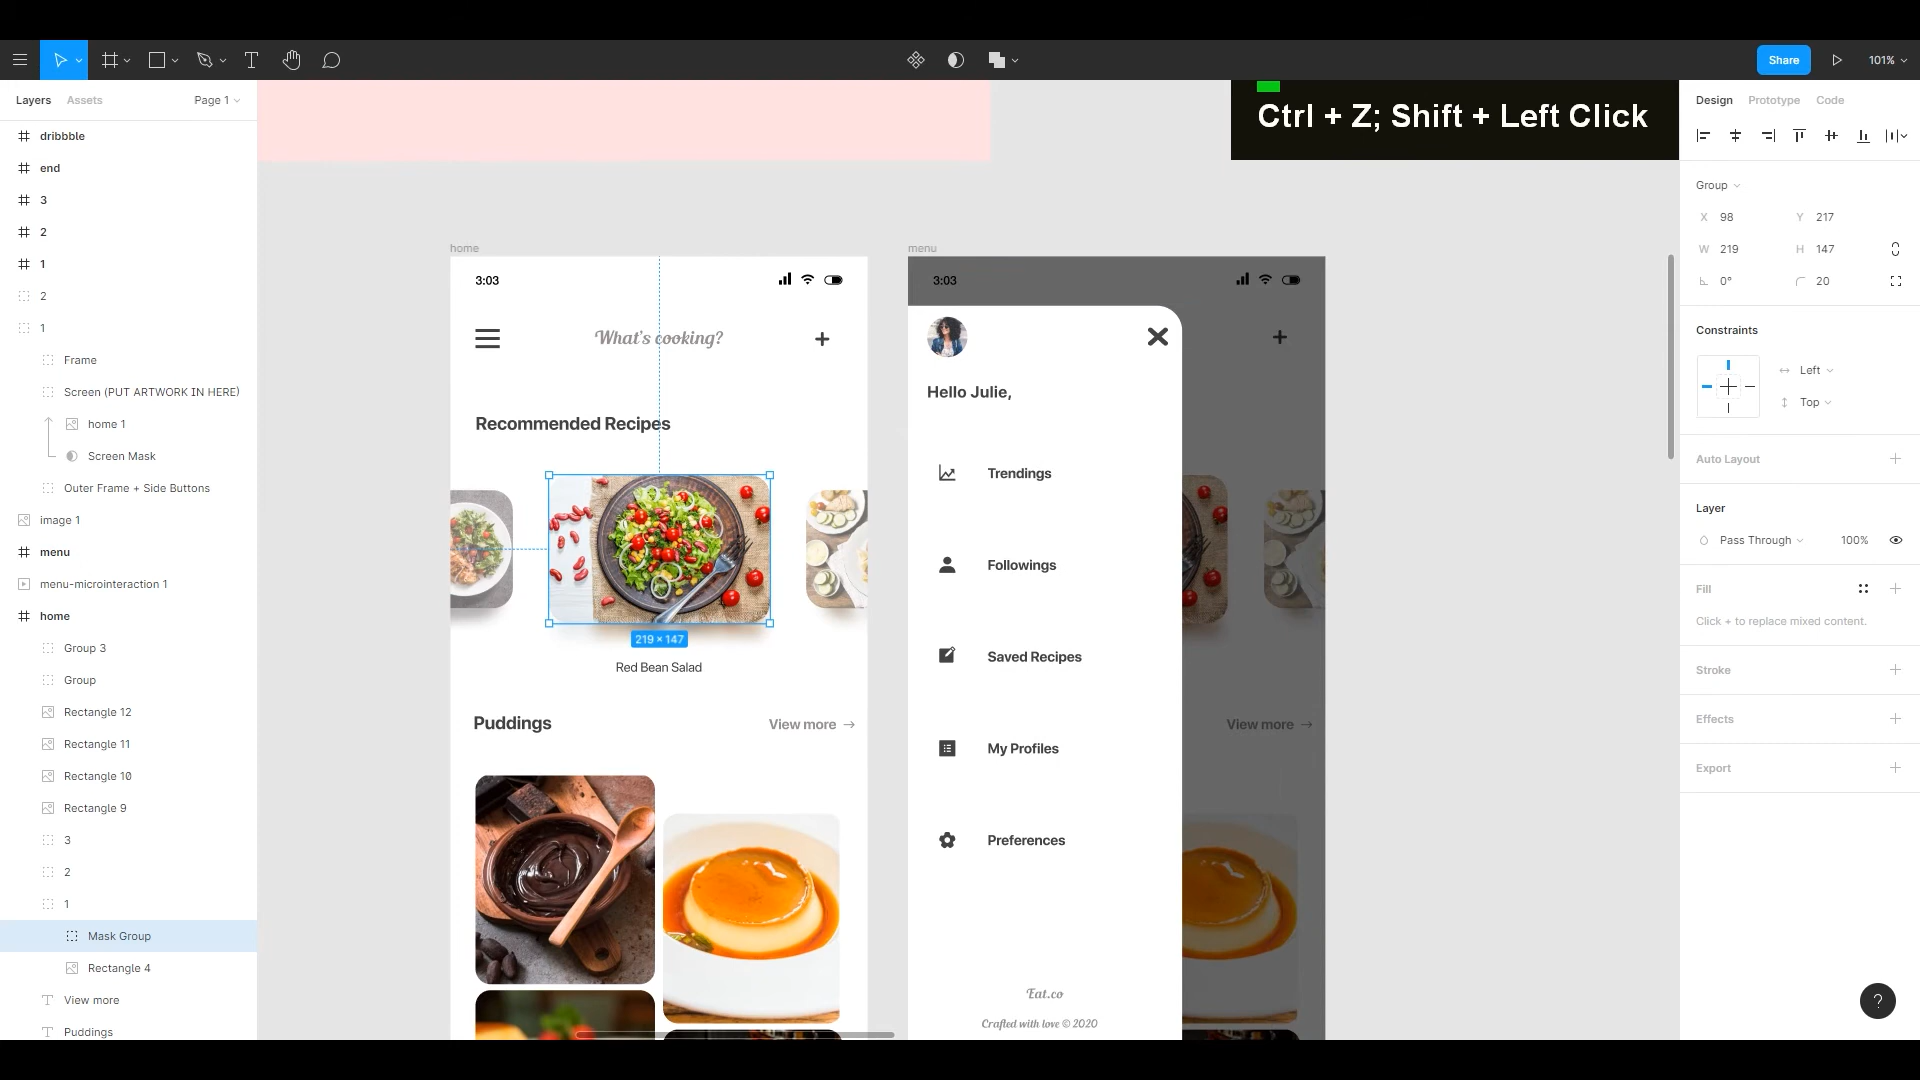 Share
101%
Layers
Assets
Page 1
dribbble
end
3
2
1
2
1
Frame
Screen (PUT ARTWORK IN HERE)
home 1
Screen Mask
Outer Frame + Side Buttons
image 1
menu
menu-microinteraction 1
home
Group 3
Group
Rectangle 12
Rectangle 11
Rectangle 10
Rectangle 9
3
2
1
Mask Group
Rectangle 4
View more
Puddings
Ctrl + Z; Shift + Left Click
home
3:03
What's cooking?
Recommended Recipes
219 × 147
Red Bean Salad
Puddings
View more →
menu
3:03
Hello Julie,
Trendings
Followings
Saved Recipes
My Profiles
Preferences
Eat.co
Crafted with love © 2020
View more →
Design
Prototype
Code
Group
X 98
Y 217
W 219
H 147
0°
20
Constraints
Left
Top
Auto Layout
Layer
Pass Through
100%
Fill
Click + to replace mixed content.
Stroke
Effects
Export
?